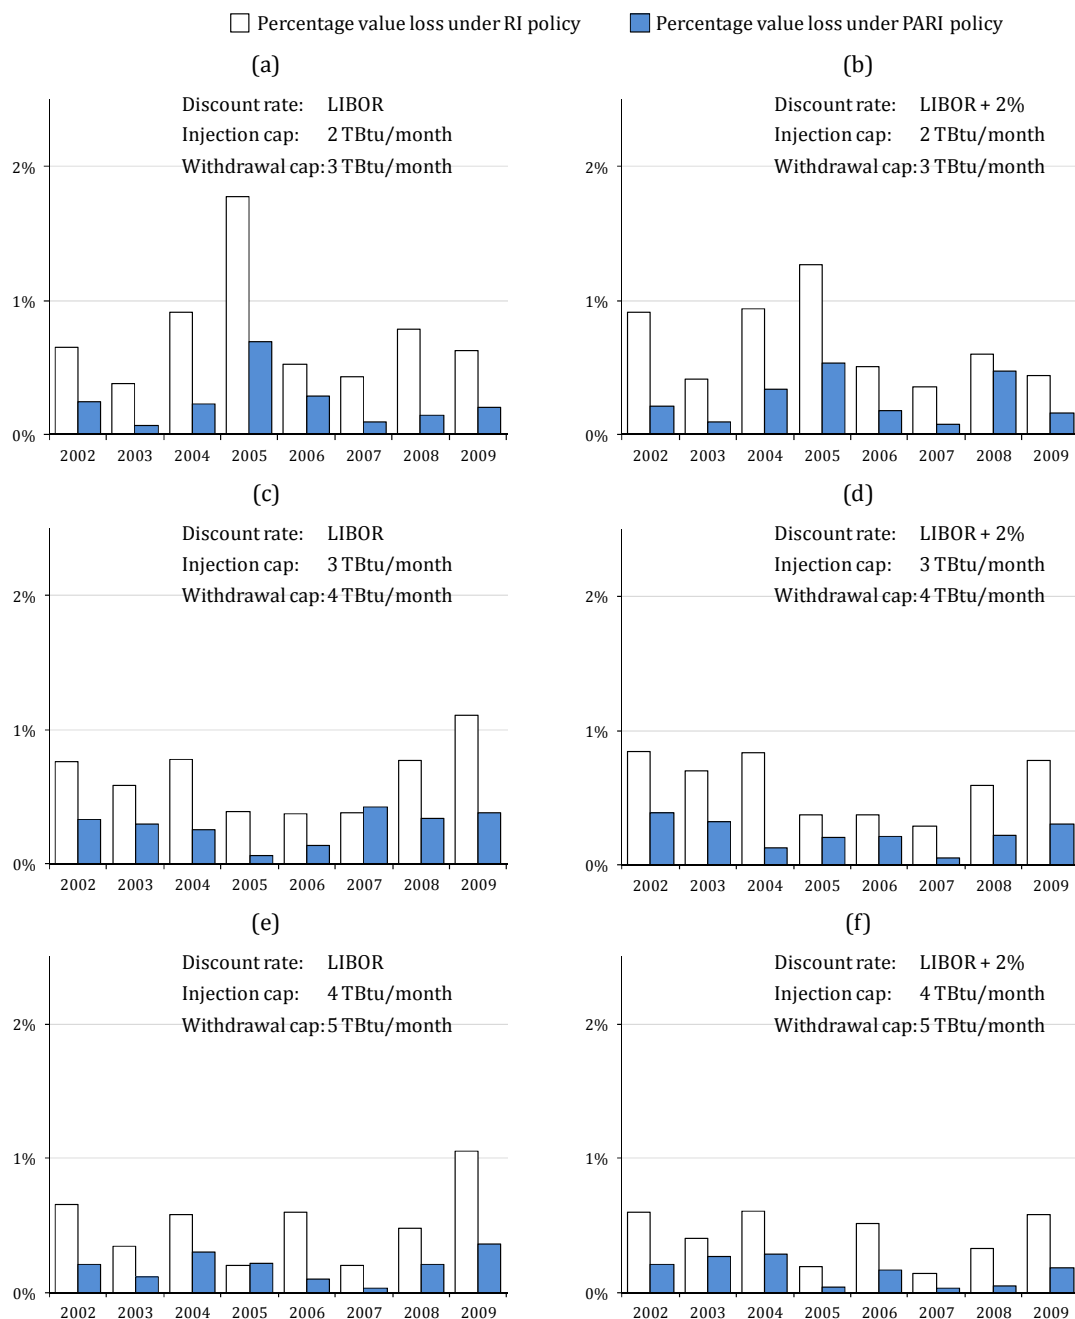 Percentage value loss under RI policy Percentage value loss under PARI policy
(a)
Discount rate: LIBOR
Injection cap: 2 TBtu/month
Withdrawal cap: 3 TBtu/month
2%
1%
0%
2002 2003 2004 2005 2006 2007 2008 2009
(b)
Discount rate: LIBOR + 2%
Injection cap: 2 TBtu/month
Withdrawal cap: 3 TBtu/month
2%
1%
0%
2002 2003 2004 2005 2006 2007 2008 2009
(c)
Discount rate: LIBOR
Injection cap: 3 TBtu/month
Withdrawal cap: 4 TBtu/month
2%
1%
0%
2002 2003 2004 2005 2006 2007 2008 2009
(d)
Discount rate: LIBOR + 2%
Injection cap: 3 TBtu/month
Withdrawal cap: 4 TBtu/month
2%
1%
0%
2002 2003 2004 2005 2006 2007 2008 2009
(e)
Discount rate: LIBOR
Injection cap: 4 TBtu/month
Withdrawal cap: 5 TBtu/month
2%
1%
0%
2002 2003 2004 2005 2006 2007 2008 2009
(f)
Discount rate: LIBOR + 2%
Injection cap: 4 TBtu/month
Withdrawal cap: 5 TBtu/month
2%
1%
0%
2002 2003 2004 2005 2006 2007 2008 2009